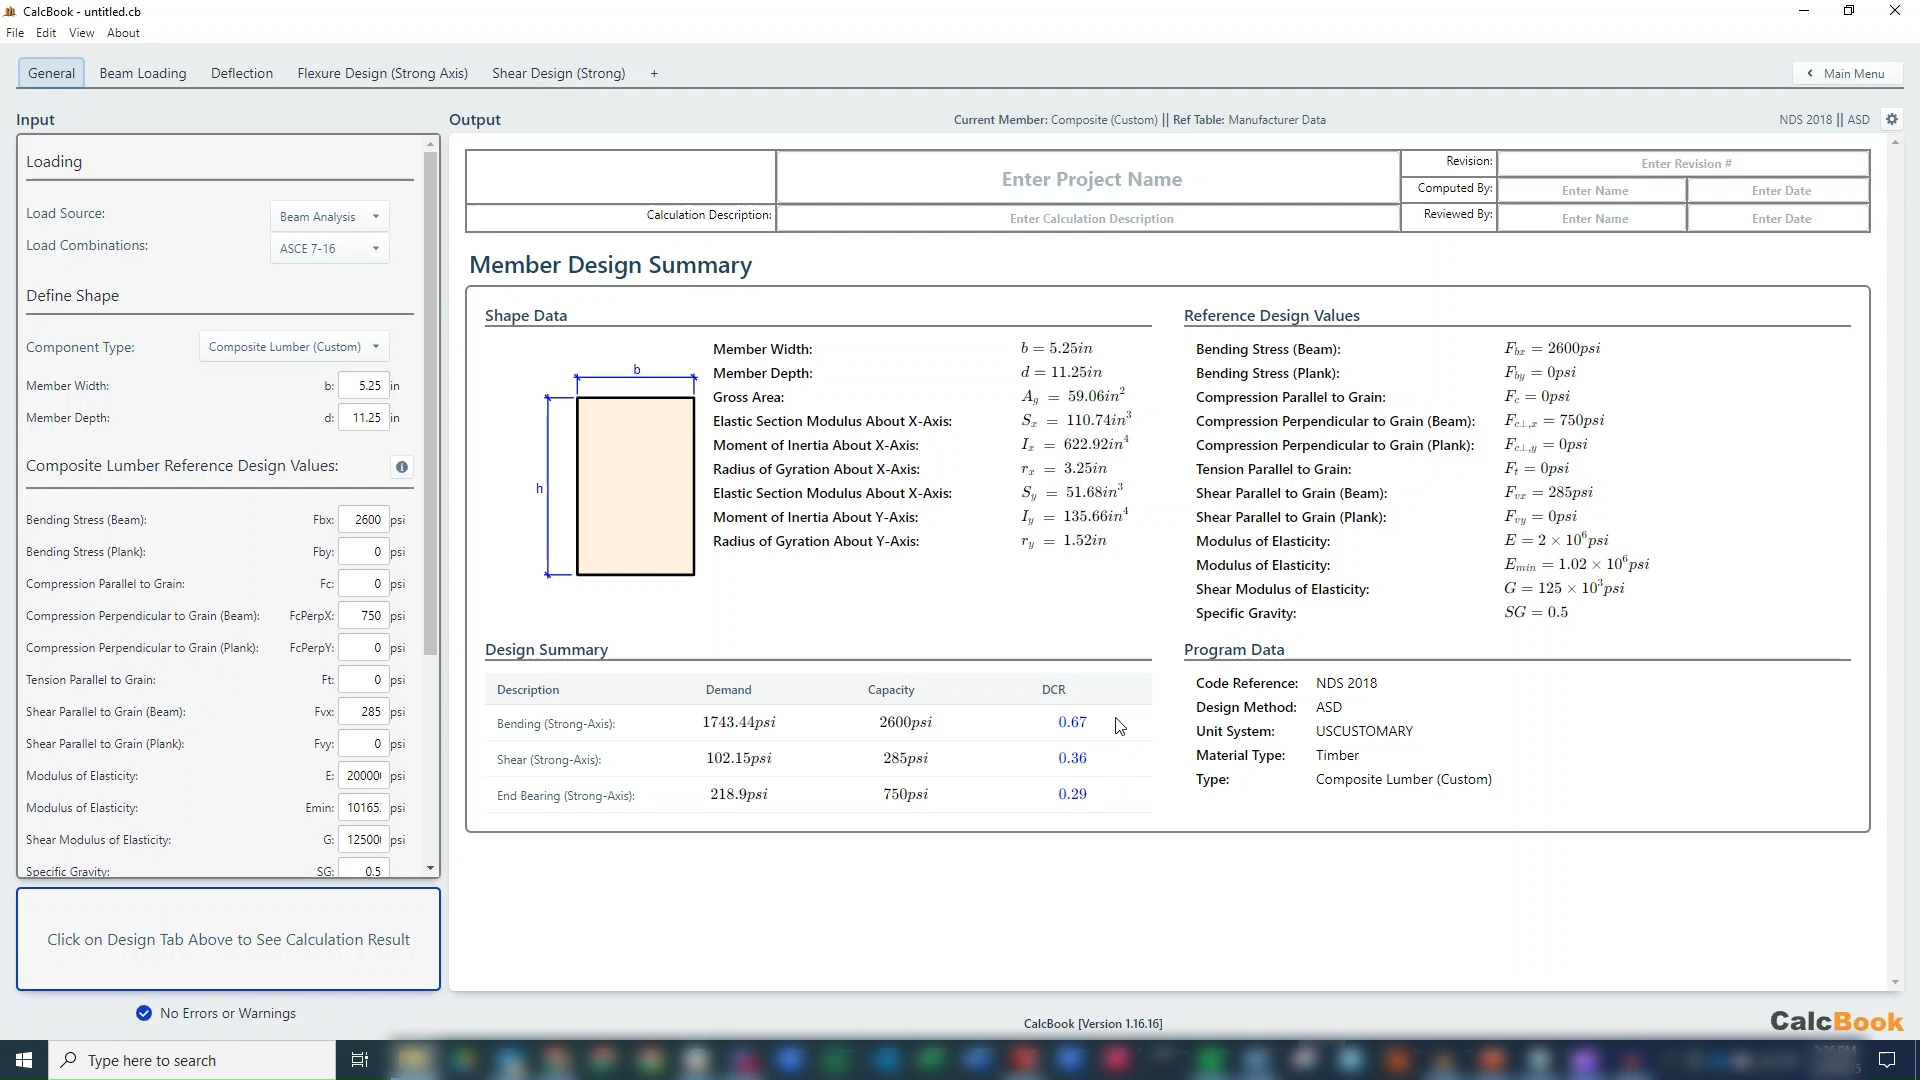 CalcBook - untitled.cb
File Edit View About
General Beam Loading Deflection Flexure Design (Strong Axis) Shear Design (Strong) +
< Main Menu
Input
Output
Current Member: Composite (Custom) || Ref Table: Manufacturer Data
NDS 2018 || ASD
Loading
Load Source: Beam Analysis
Load Combinations: ASCE 7-16
Define Shape
Component Type: Composite Lumber (Custom)
Member Width: b: 5.25 in
Member Depth: d: 11.25 in
Composite Lumber Reference Design Values:
Bending Stress (Beam): Fbx: 2600 psi
Bending Stress (Plank): Fby: 0 psi
Compression Parallel to Grain: Fc: 0 psi
Compression Perpendicular to Grain (Beam): FcPerpX: 750 psi
Compression Perpendicular to Grain (Plank): FcPerpY: 0 psi
Tension Parallel to Grain: Ft: 0 psi
Shear Parallel to Grain (Beam): Fvx: 285 psi
Shear Parallel to Grain (Plank): Fvy: 0 psi
Modulus of Elasticity: E: 20000 psi
Modulus of Elasticity: Emin: 10165 psi
Shear Modulus of Elasticity: G: 12500 psi
Specific Gravity: SG: 0.5
Click on Design Tab Above to See Calculation Result
No Errors or Warnings
Enter Project Name
Calculation Description: Enter Calculation Description
Revision: Enter Revision #
Computed By: Enter Name Enter Date
Reviewed By: Enter Name Enter Date
Member Design Summary
Shape Data
b
h
Member Width: b = 5.25in
Member Depth: d = 11.25in
Gross Area: A_g = 59.06in²
Elastic Section Modulus About X-Axis: S_x = 110.74in³
Moment of Inertia About X-Axis: I_x = 622.92in⁴
Radius of Gyration About X-Axis: r_x = 3.25in
Elastic Section Modulus About X-Axis: S_y = 51.68in³
Moment of Inertia About Y-Axis: I_y = 135.66in⁴
Radius of Gyration About Y-Axis: r_y = 1.52in
Reference Design Values
Bending Stress (Beam): F_bx = 2600psi
Bending Stress (Plank): F_by = 0psi
Compression Parallel to Grain: F_c = 0psi
Compression Perpendicular to Grain (Beam): F_c⊥,x = 750psi
Compression Perpendicular to Grain (Plank): F_c⊥,y = 0psi
Tension Parallel to Grain: F_t = 0psi
Shear Parallel to Grain (Beam): F_vx = 285psi
Shear Parallel to Grain (Plank): F_vy = 0psi
Modulus of Elasticity: E = 2 × 10⁶psi
Modulus of Elasticity: E_min = 1.02 × 10⁶psi
Shear Modulus of Elasticity: G = 125 × 10³psi
Specific Gravity: SG = 0.5
Design Summary
Description Demand Capacity DCR
Bending (Strong-Axis): 1743.44psi 2600psi 0.67
Shear (Strong-Axis): 102.15psi 285psi 0.36
End Bearing (Strong-Axis): 218.9psi 750psi 0.29
Program Data
Code Reference: NDS 2018
Design Method: ASD
Unit System: USCUSTOMARY
Material Type: Timber
Type: Composite Lumber (Custom)
CalcBook [Version 1.16.16]
CalcBook
Type here to search